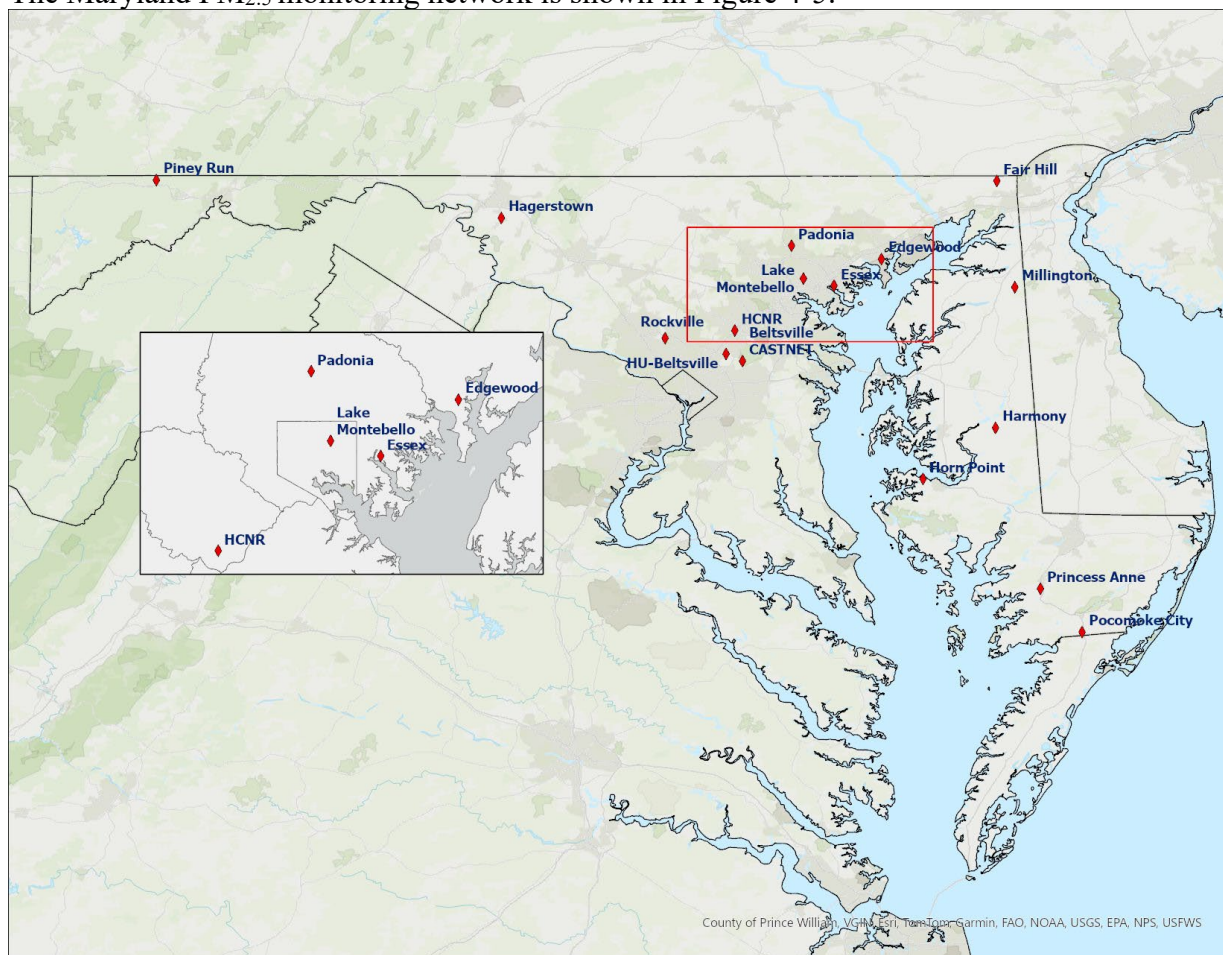 The Maryland PM2.5 monitoring network is shown in Figure 4-3.
Piney Run
Fair Hill
Hagerstown
Padonia
Edgewood
Lake
Montebello
Essex
Millington
Rockville
HCNR
Beltsville
CASTNET
HU-Beltsville
Padonia
Edgewood
Lake
Montebello
Essex
HCNR
Harmony
Horn Point
Princess Anne
Pocomoke City
County of Prince William, VGIN, Esri, TomTom, Garmin, FAO, NOAA, USGS, EPA, NPS, USFWS